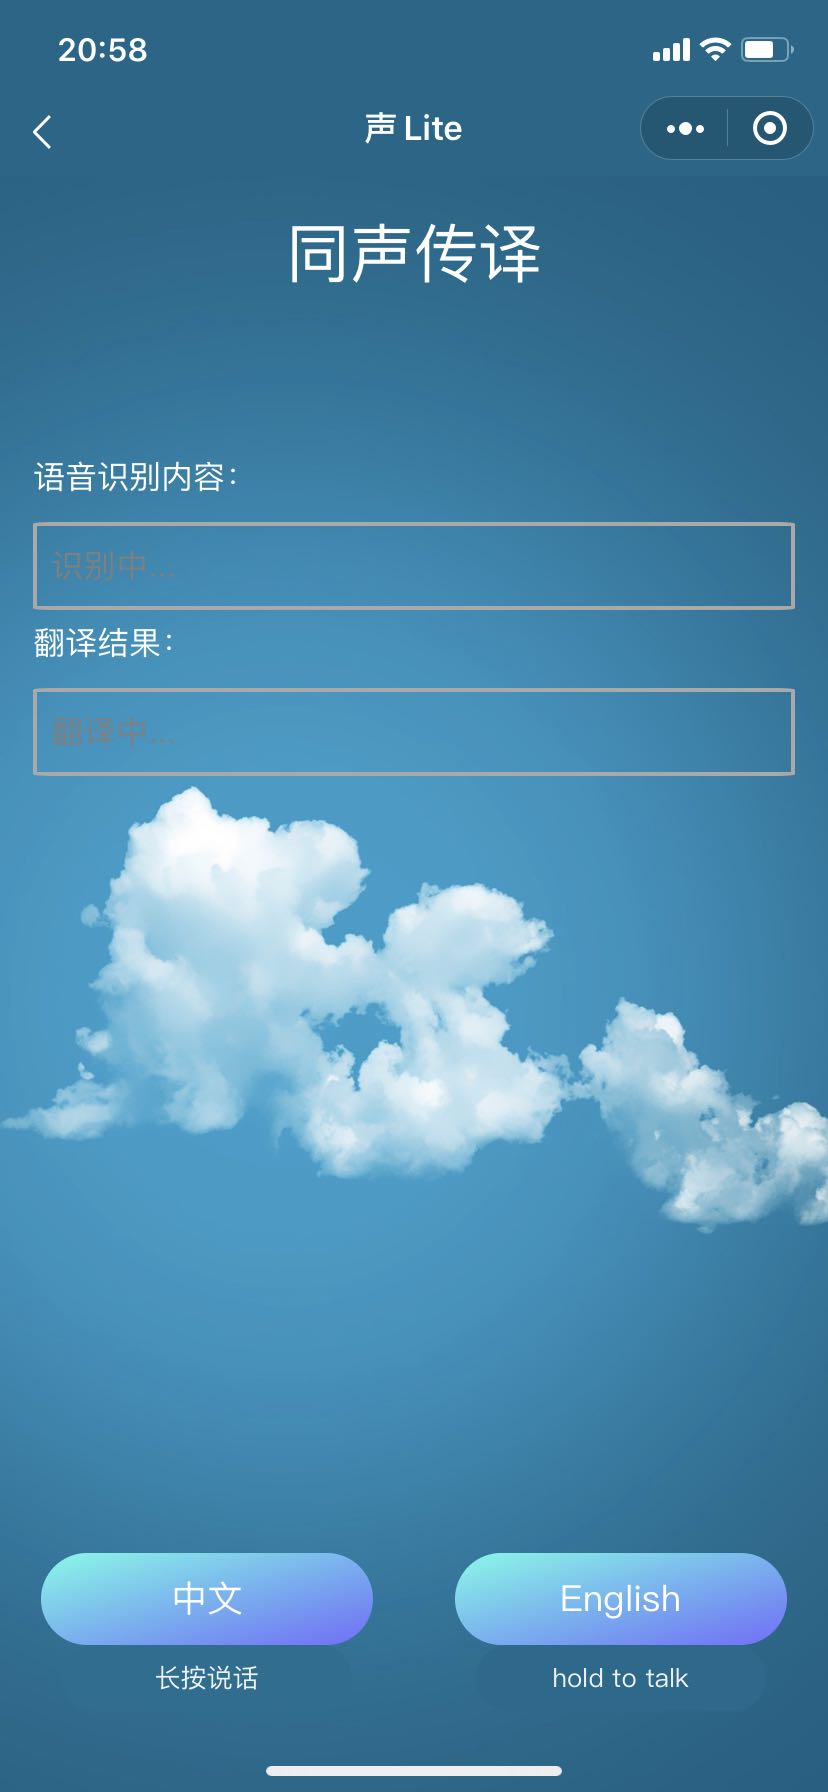 20:58
声 Lite
同声传译
语音识别内容：
识别中...
翻译结果：
翻译中...
中文
English
长按说话
hold to talk